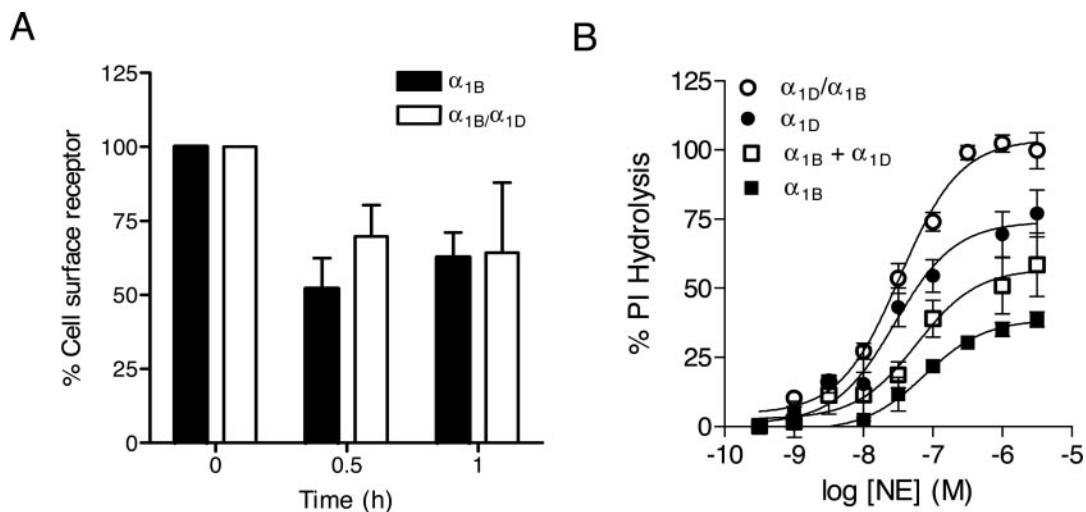 A
% Cell surface receptor
125
100
75
50
25
0
α1B
α1B/α1D
0
0.5
1
Time (h)
B
% PI Hydrolysis
125
100
75
50
25
0
α1D/α1B
α1D
α1B + α1D
α1B
-10
-9
-8
-7
-6
-5
log [NE] (M)